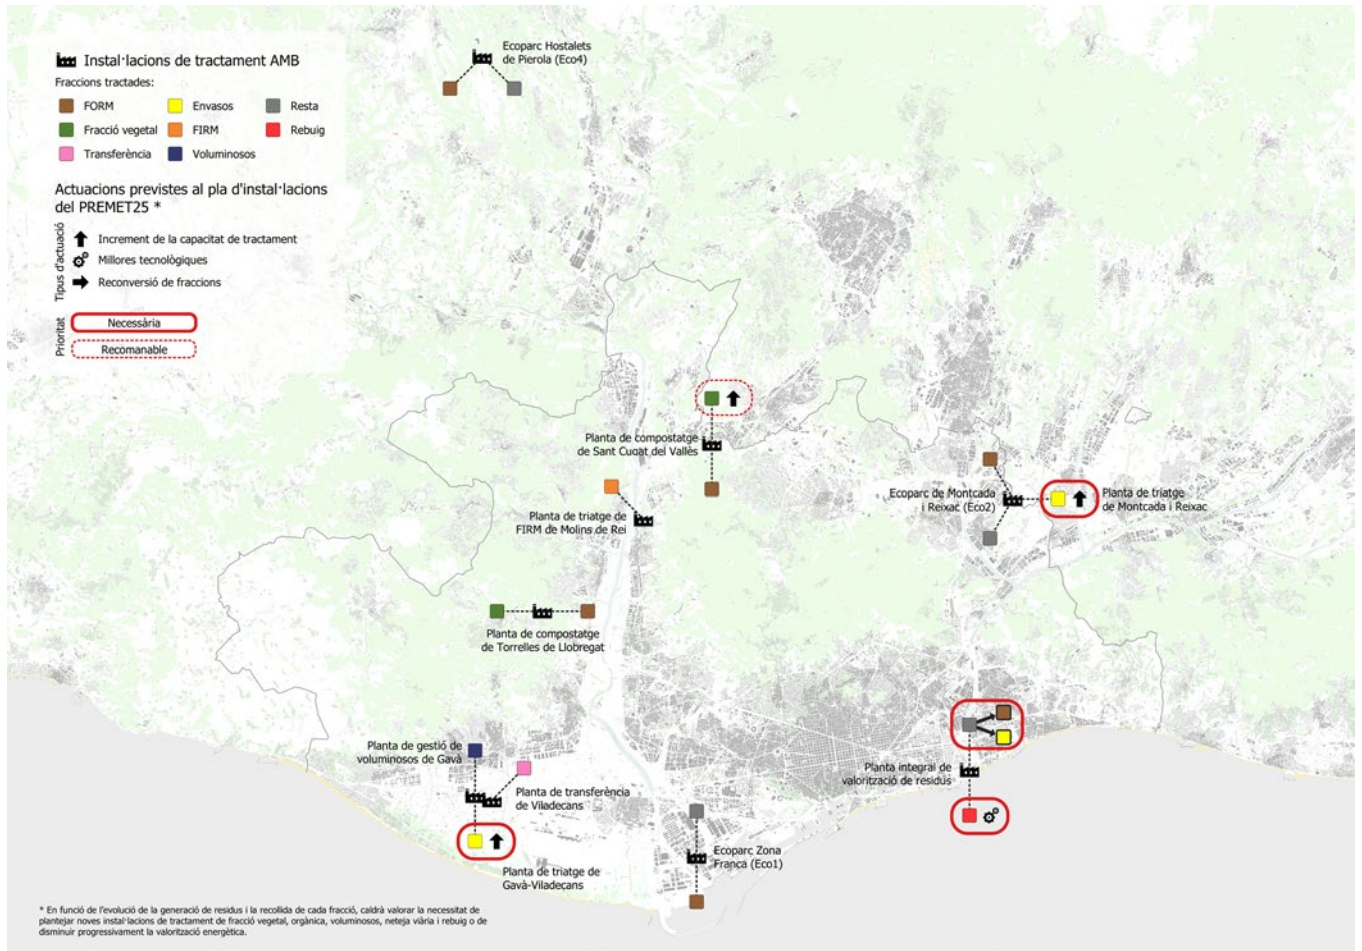 Instal·lacions de tractament AMB
Fraccions tractades:
FORM
Envasos
Resta
Fracció vegetal
FIRM
Rebuig
Transferència
Voluminosos
Actuacions previstes al pla d'instal·lacions
del PREMET25 *
Tipus d'actuació
Increment de la capacitat de tractament
Millores tecnològiques
Reconversió de fraccions
Prioritat
Necessària
Recomanable
Ecoparc Hostalets
de Pierola (Eco4)
Planta de compostatge
de Sant Cugat del Vallès
Planta de triatge de
FIRM de Molins de Rei
Ecoparc de Montcada
i Reixac (Eco2)
Planta de triatge
de Montcada i Reixac
Planta de compostatge
de Torrelles de Llobregat
Planta de gestió de
voluminosos de Gavà
Planta de transferència
de Viladecans
Planta integral de
valorització de residus
Ecoparc Zona
Franca (Eco1)
Planta de triatge de
Gavà-Viladecans
* En funció de l'evolució de la generació de residus i la recollida de cada fracció, caldrà valorar la necessitat de
plantejar noves instal·lacions de tractament de fracció vegetal, orgànica, voluminosos, neteja viària i rebuig o de
disminuir progressivament la valorització energètica.